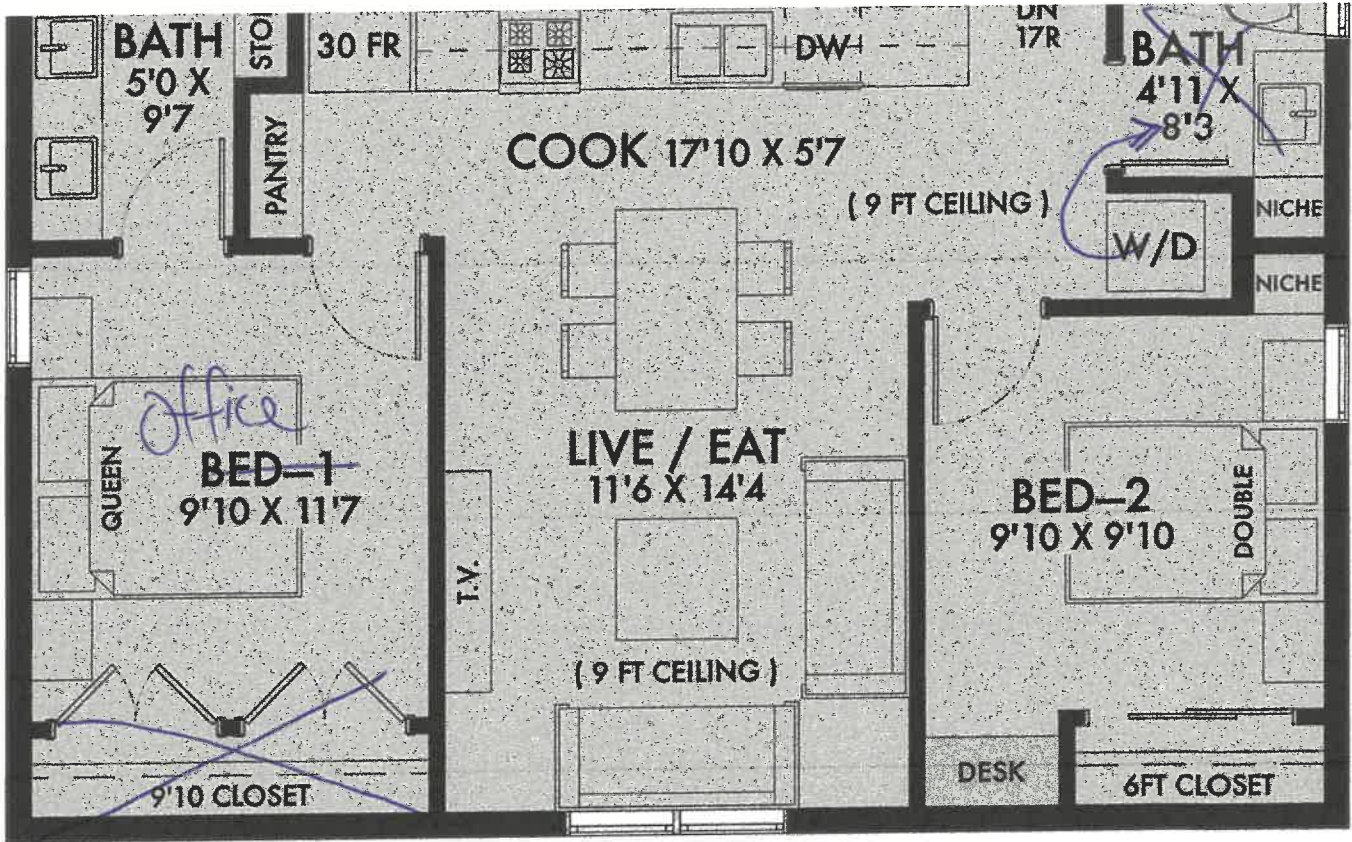 BATH
5'0 X
9'7
STO
30 FR
DW
DN
17R
BATH
4'11 X
8'3
PANTRY
COOK 17'10 X 5'7
( 9 FT CEILING )
NICHE
W/D
NICHE
Office
BED—1
9'10 X 11'7
QUEEN
LIVE / EAT
11'6 X 14'4
T.V.
BED—2
9'10 X 9'10
DOUBLE
( 9 FT CEILING )
9'10 CLOSET
DESK
6FT CLOSET